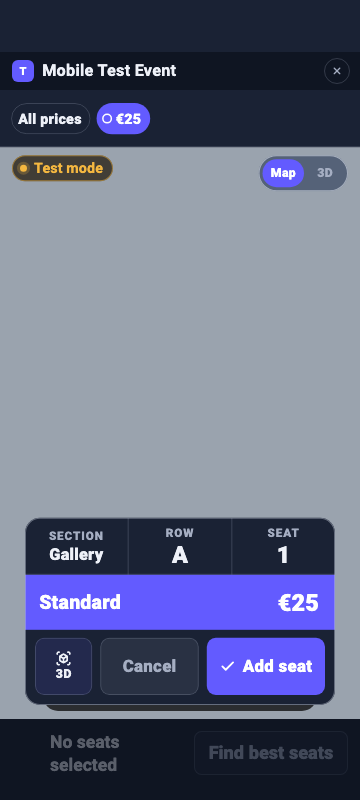 T Mobile Test Event
All prices €25
Test mode
Map 3D
SECTION ROW SEAT
Gallery A 1
Standard €25
3D Cancel Add seat
No seats
selected
Find best seats